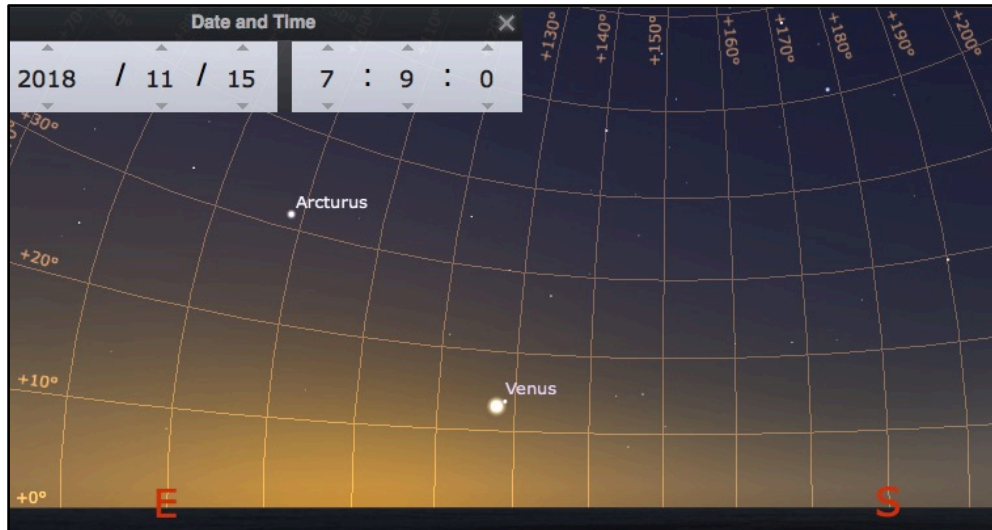 Date and Time
2018 / 11 / 15 7 : 9 : 0
+130°
+140°
+150°
+160°
+170°
+180°
+190°
+200°
+30°
Arcturus
+20°
+10°
Venus
+0°
E
S